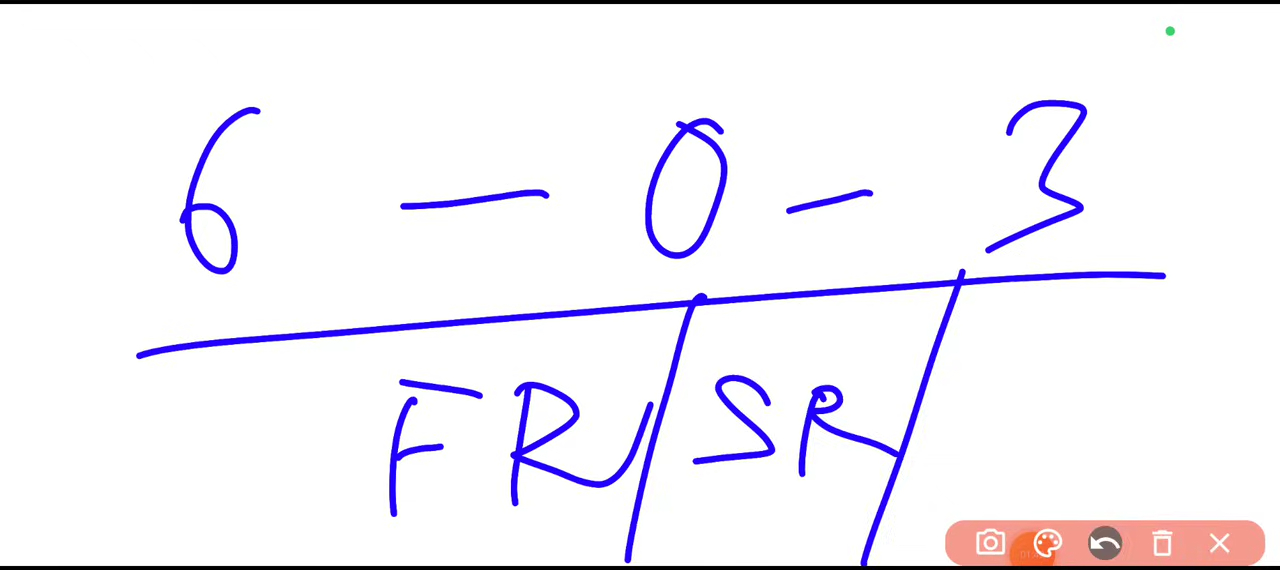 6 — 0 — 3
FR / SR /